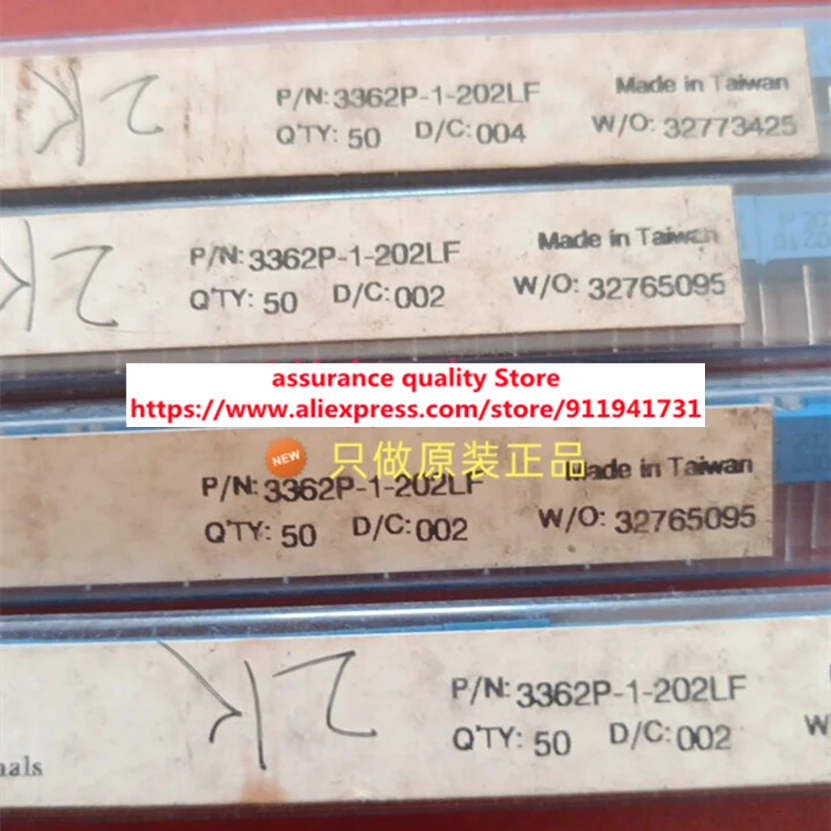 2K
P/N: 3362P-1-202LF
Made in Taiwan
Q'TY: 50 D/C: 004
W/O: 32773425
2K
P/N: 3362P-1-202LF
Made in Taiwan
Q'TY: 50 D/C: 002
W/O: 32765095
assurance quality Store
https://www.aliexpress.com/store/911941731
NEW
只做原装正品
P/N: 3362P-1-202LF
Made in Taiwan
Q'TY: 50 D/C: 002
W/O: 32765095
2K
P/N: 3362P-1-202LF
Q'TY: 50 D/C: 002
W
nals